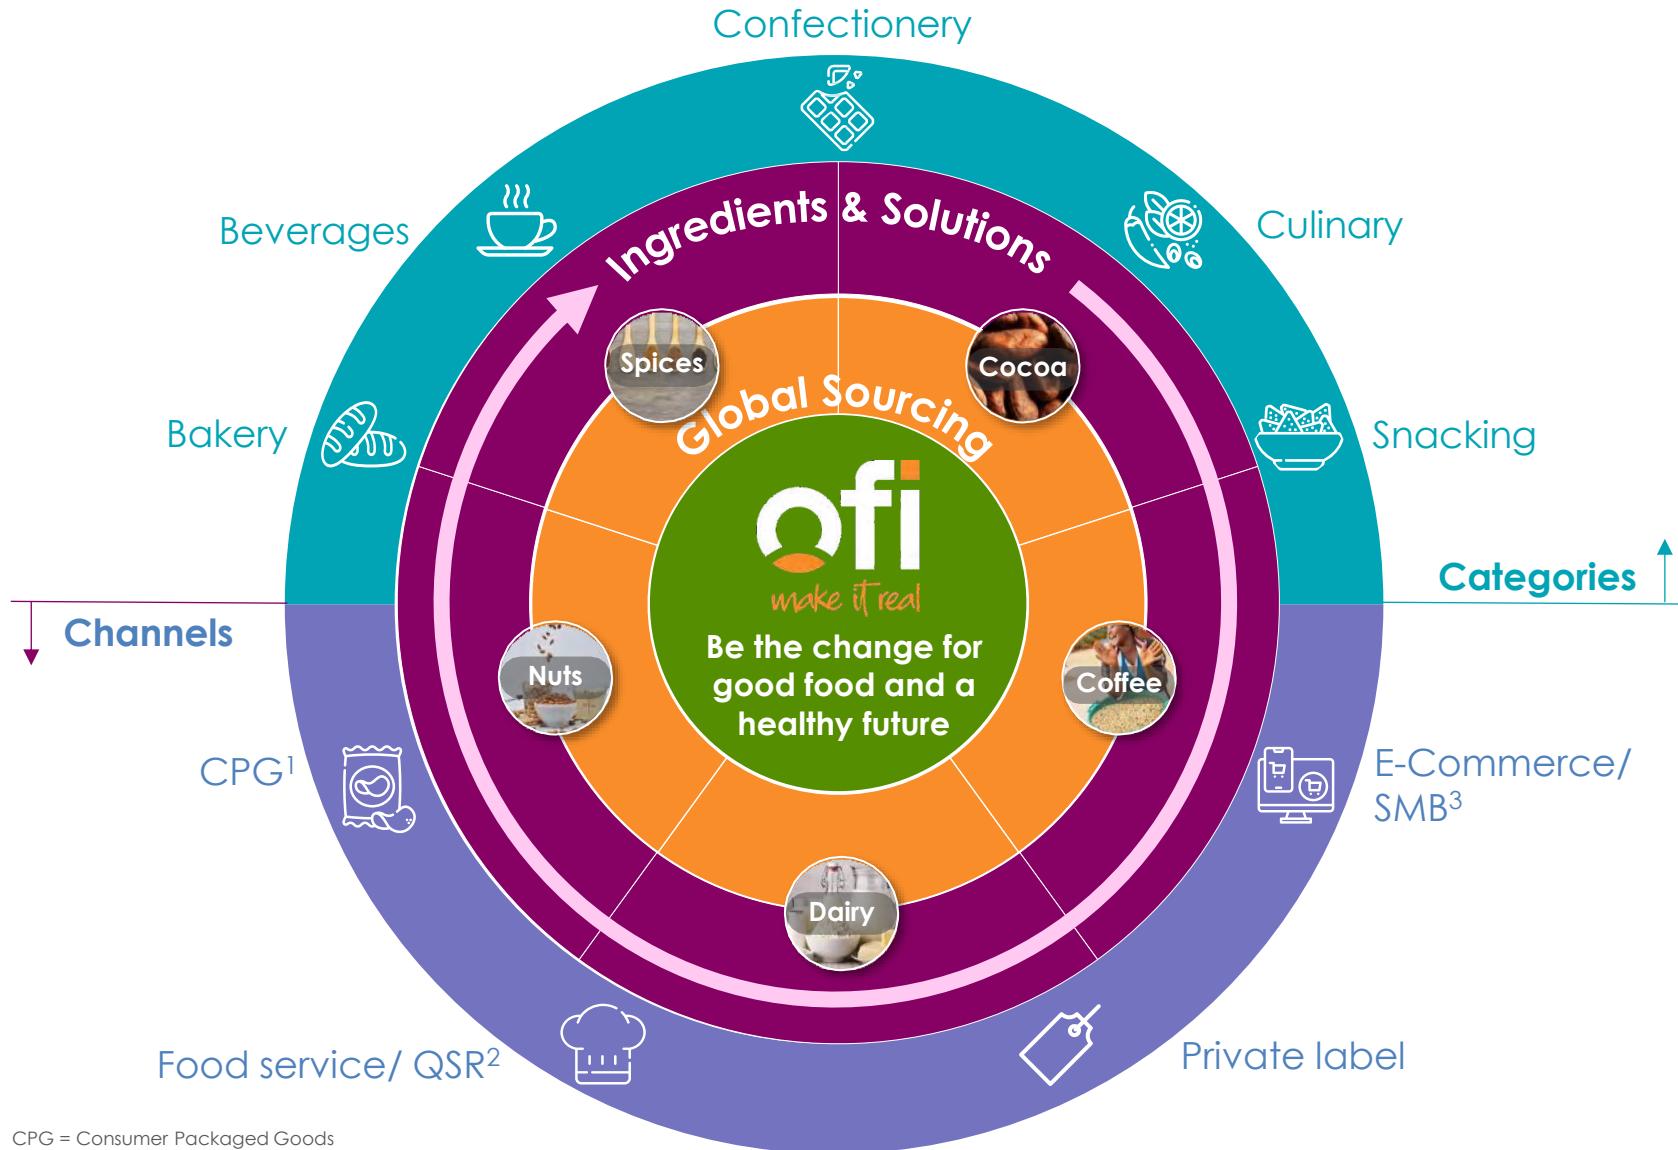 Confectionery
Beverages
Culinary
Ingredients & Solutions
Spices
Cocoa
Global Sourcing
Bakery
Snacking
ofi
make it real
Categories
Channels
Be the change for
good food and a
healthy future
Nuts
Coffee
CPG¹
E-Commerce/
SMB³
Dairy
Food service/ QSR²
Private label
CPG = Consumer Packaged Goods